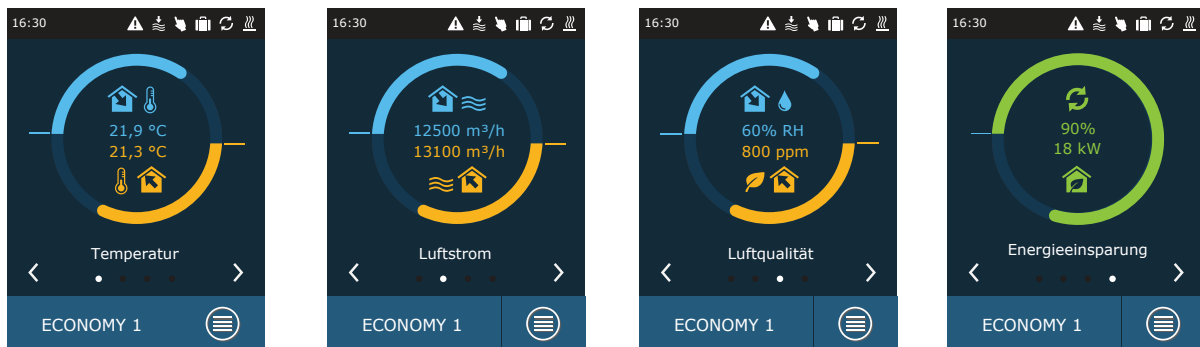 16:30
21,9 °C
21,3 °C
Temperatur
ECONOMY 1
16:30
12500 m³/h
13100 m³/h
Luftstrom
ECONOMY 1
16:30
60% RH
800 ppm
Luftqualität
ECONOMY 1
16:30
90%
18 kW
Energieeinsparung
ECONOMY 1